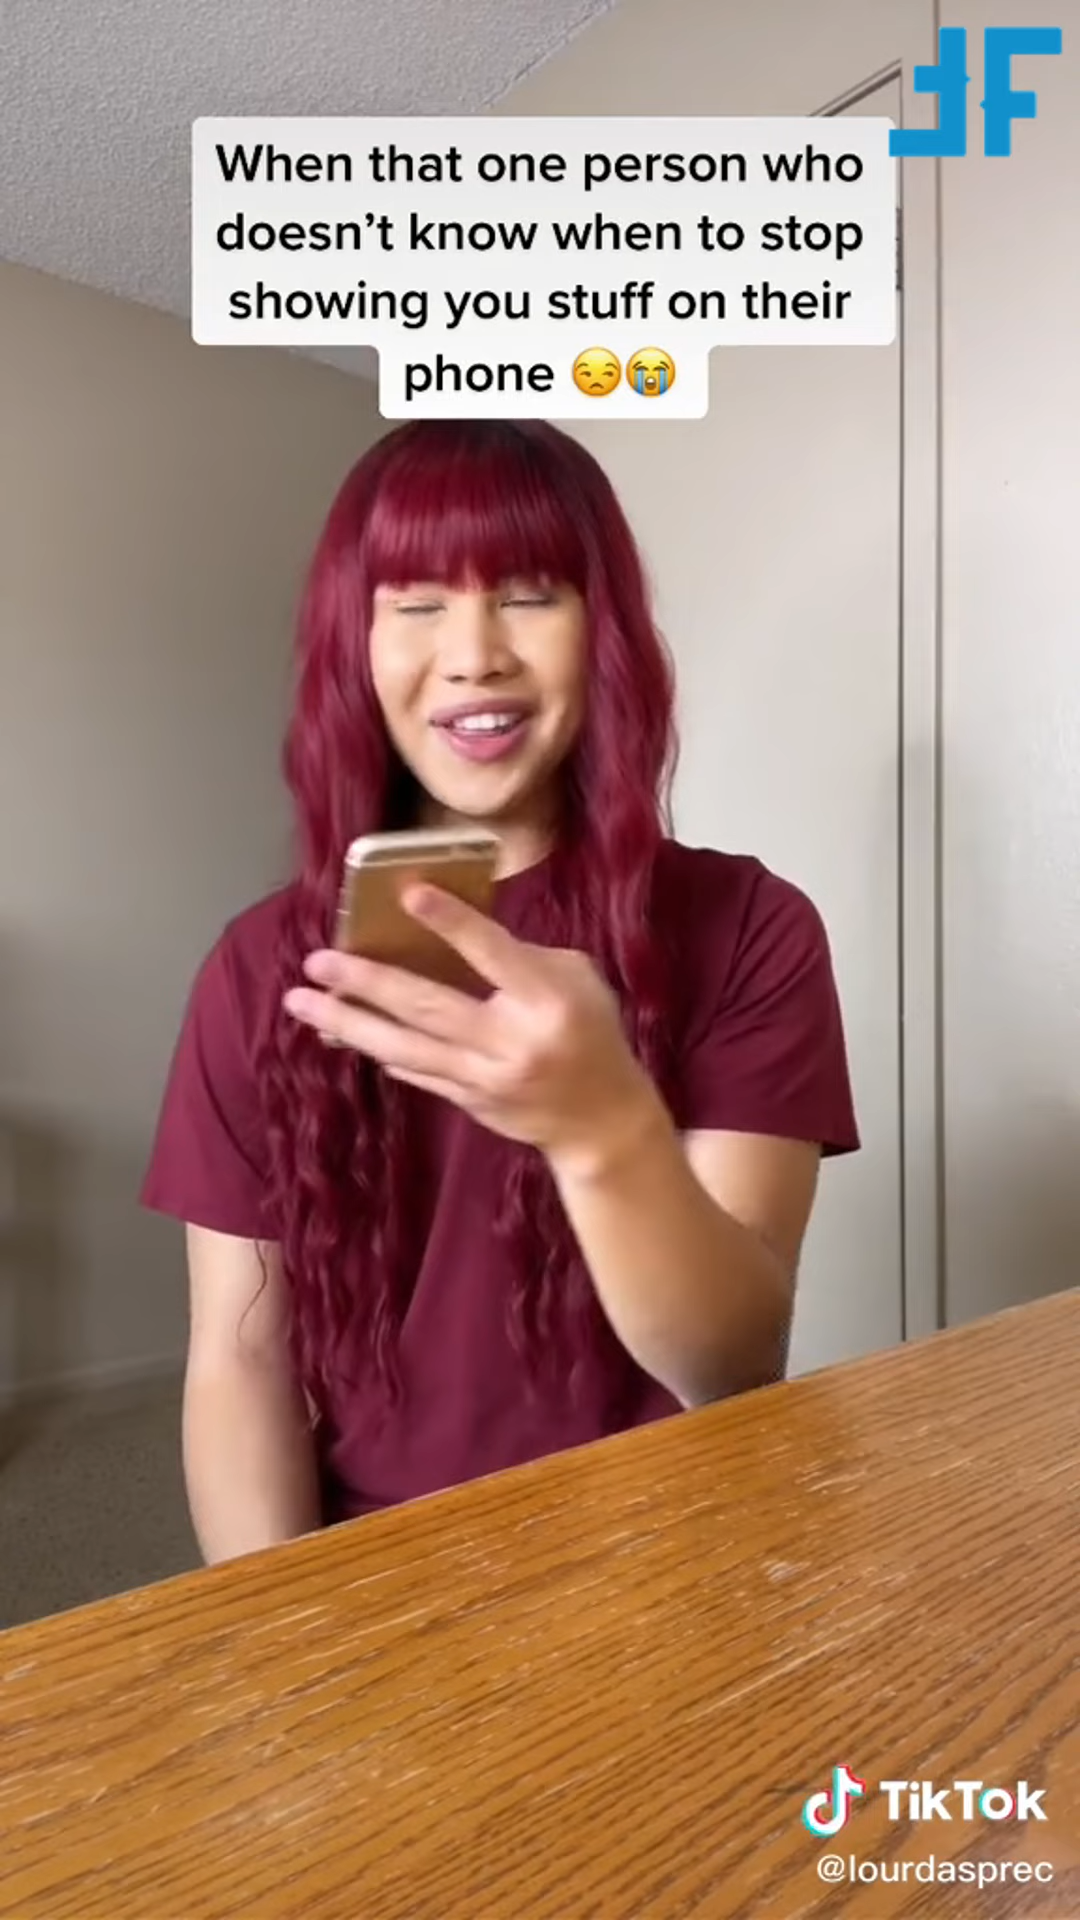 When that one person who
doesn’t know when to stop
showing you stuff on their
phone 😒😭
TikTok
@lourdasprec